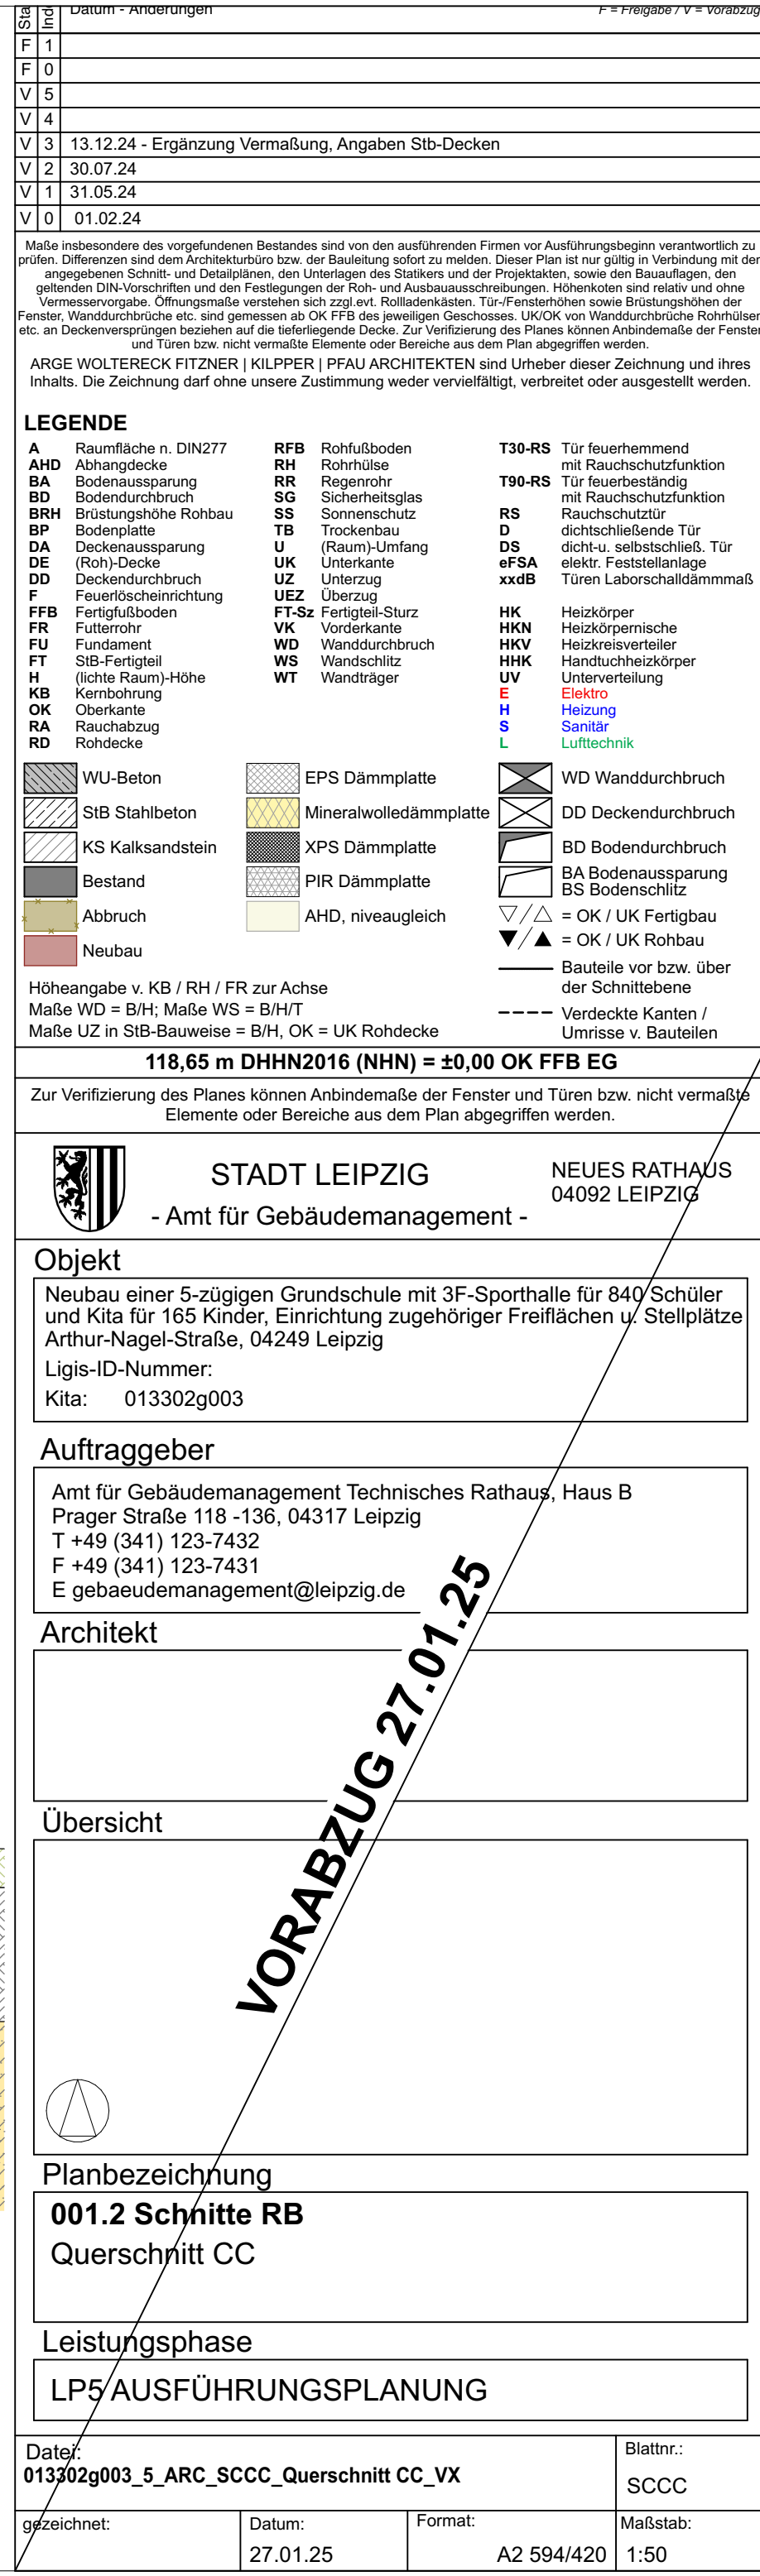 Sta Ind Datum - Änderungen F = Freigabe / V = Vorabzug
F 1
F 0
V 5
V 4
V 3 13.12.24 - Ergänzung Vermaßung, Angaben Stb-Decken
V 2 30.07.24
V 1 31.05.24
V 0 01.02.24
Maße insbesondere des vorgefundenen Bestandes sind von den ausführenden Firmen vor Ausführungsbeginn verantwortlich zu
prüfen. Differenzen sind dem Architekturbüro bzw. der Bauleitung sofort zu melden. Dieser Plan ist nur gültig in Verbindung mit den
angegebenen Schnitt- und Detailplänen, den Unterlagen des Statikers und der Projektakten, sowie den Bauauflagen, den
geltenden DIN-Vorschriften und den Festlegungen der Roh- und Ausbauausschreibungen. Höhenkoten sind relativ und ohne
Vermesservorgabe. Öffnungsmaße verstehen sich zzgl.evt. Rollladenkästen. Tür-/Fensterhöhen sowie Brüstungshöhen der
Fenster, Wanddurchbrüche etc. sind gemessen ab OK FFB des jeweiligen Geschosses. UK/OK von Wanddurchbrüche Rohrhülsen
etc. an Deckenversprüngen beziehen auf die tieferliegende Decke. Zur Verifizierung des Planes können Anbindemaße der Fenster
und Türen bzw. nicht vermaßte Elemente oder Bereiche aus dem Plan abgegriffen werden.
ARGE WOLTERECK FITZNER | KILPPER | PFAU ARCHITEKTEN sind Urheber dieser Zeichnung und ihres
Inhalts. Die Zeichnung darf ohne unsere Zustimmung weder vervielfältigt, verbreitet oder ausgestellt werden.
LEGENDE
A Raumfläche n. DIN277
AHD Abhangdecke
BA Bodenaussparung
BD Bodendurchbruch
BRH Brüstungshöhe Rohbau
BP Bodenplatte
DA Deckenaussparung
DE (Roh)-Decke
DD Deckendurchbruch
F Feuerlöscheinrichtung
FFB Fertigfußboden
FR Futterrohr
FU Fundament
FT StB-Fertigteil
H (lichte Raum)-Höhe
KB Kernbohrung
OK Oberkante
RA Rauchabzug
RD Rohdecke
RFB Rohfußboden
RH Rohrhülse
RR Regenrohr
SG Sicherheitsglas
SS Sonnenschutz
TB Trockenbau
U (Raum)-Umfang
UK Unterkante
UZ Unterzug
UEZ Überzug
FT-Sz Fertigteil-Sturz
VK Vorderkante
WD Wanddurchbruch
WS Wandschlitz
WT Wandträger
T30-RS Tür feuerhemmend
mit Rauchschutzfunktion
T90-RS Tür feuerbeständig
mit Rauchschutzfunktion
RS Rauchschutztür
D dichtschließende Tür
DS dicht-u. selbstschließ. Tür
eFSA elektr. Feststellanlage
xxdB Türen Laborschalldämmmaß
HK Heizkörper
HKN Heizkörpernische
HKV Heizkreisverteiler
HHK Handtuchheizkörper
UV Unterverteilung
E Elektro
H Heizung
S Sanitär
L Lufttechnik
WU-Beton
StB Stahlbeton
KS Kalksandstein
Bestand
Abbruch
Neubau
EPS Dämmplatte
Mineralwolledämmplatte
XPS Dämmplatte
PIR Dämmplatte
AHD, niveaugleich
WD Wanddurchbruch
DD Deckendurchbruch
BD Bodendurchbruch
BA Bodenaussparung
BS Bodenschlitz
= OK / UK Fertigbau
= OK / UK Rohbau
Bauteile vor bzw. über
der Schnittebene
Verdeckte Kanten /
Umrisse v. Bauteilen
Höheangabe v. KB / RH / FR zur Achse
Maße WD = B/H; Maße WS = B/H/T
Maße UZ in StB-Bauweise = B/H, OK = UK Rohdecke
118,65 m DHHN2016 (NHN) = ±0,00 OK FFB EG
Zur Verifizierung des Planes können Anbindemaße der Fenster und Türen bzw. nicht vermaßte
Elemente oder Bereiche aus dem Plan abgegriffen werden.
STADT LEIPZIG
- Amt für Gebäudemanagement -
NEUES RATHAUS
04092 LEIPZIG
Objekt
Neubau einer 5-zügigen Grundschule mit 3F-Sporthalle für 840 Schüler
und Kita für 165 Kinder, Einrichtung zugehöriger Freiflächen u. Stellplätze
Arthur-Nagel-Straße, 04249 Leipzig
Ligis-ID-Nummer:
Kita: 013302g003
Auftraggeber
Amt für Gebäudemanagement Technisches Rathaus, Haus B
Prager Straße 118 -136, 04317 Leipzig
T +49 (341) 123-7432
F +49 (341) 123-7431
E gebaeudemanagement@leipzig.de
Architekt
VORABZUG 27.01.25
Übersicht
Planbezeichnung
001.2 Schnitte RB
Querschnitt CC
Leistungsphase
LP5 AUSFÜHRUNGSPLANUNG
Datei:
013302g003_5_ARC_SCCC_Querschnitt CC_VX
Blattnr.:
SCCC
gezeichnet:
Datum:
27.01.25
Format:
A2 594/420
Maßstab:
1:50